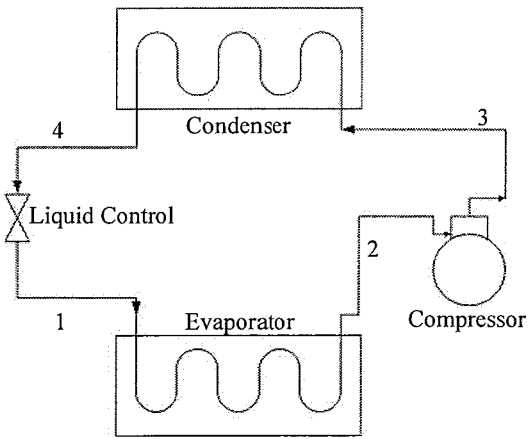 Condenser
4
3
Liquid Control
2
1
Evaporator
Compressor